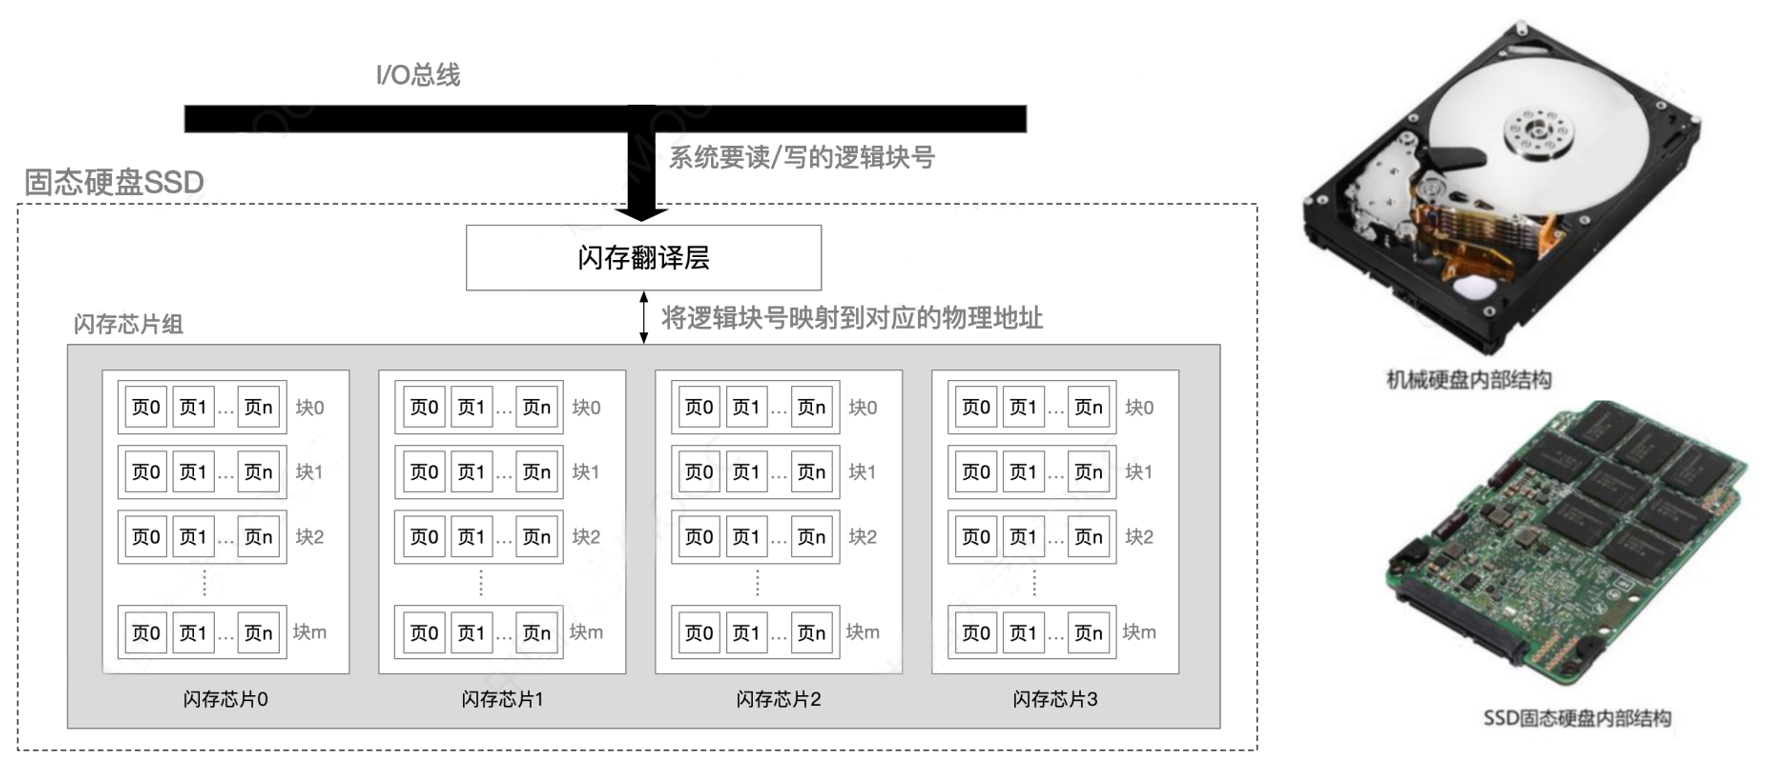 I/O总线
系统要读/写的逻辑块号
固态硬盘SSD
闪存翻译层
将逻辑块号映射到对应的物理地址
闪存芯片组
页0 页1 … 页n 块0
页0 页1 … 页n 块1
页0 页1 … 页n 块2
页0 页1 … 页n 块m
闪存芯片0
页0 页1 … 页n 块0
页0 页1 … 页n 块1
页0 页1 … 页n 块2
页0 页1 … 页n 块m
闪存芯片1
页0 页1 … 页n 块0
页0 页1 … 页n 块1
页0 页1 … 页n 块2
页0 页1 … 页n 块m
闪存芯片2
页0 页1 … 页n 块0
页0 页1 … 页n 块1
页0 页1 … 页n 块2
页0 页1 … 页n 块m
闪存芯片3
机械硬盘内部结构
SSD固态硬盘内部结构